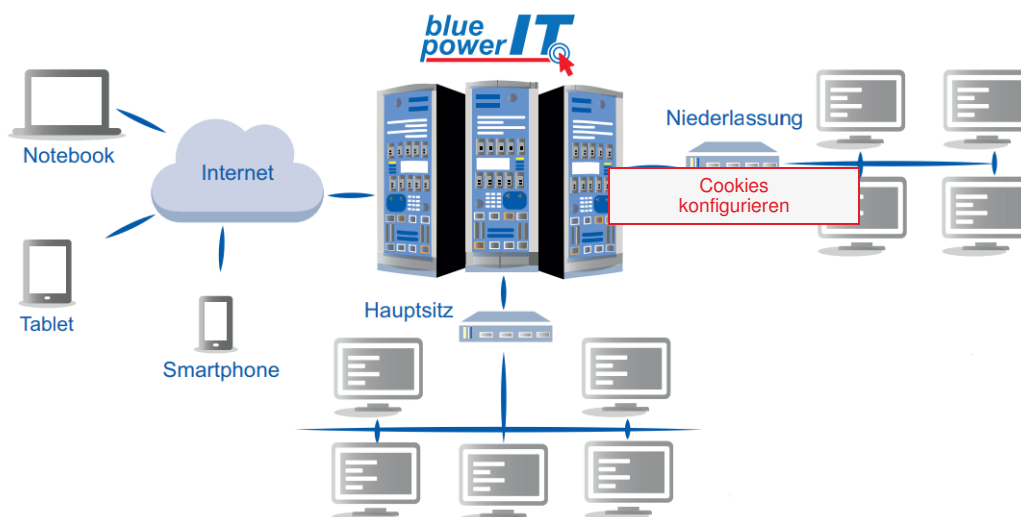 blue
power IT
Niederlassung
Notebook
Internet
Cookies
konfigurieren
Hauptsitz
Tablet
Smartphone